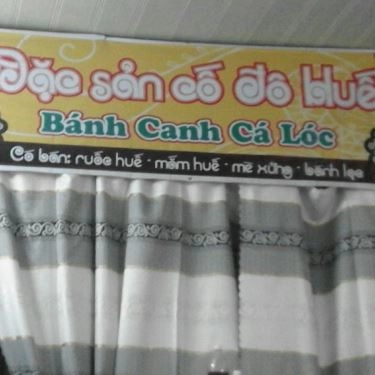 Đặc sản cố đô Huế
Bánh Canh Cá Lóc
Có bán: ruốc huế · mắm huế · mè xửng · bánh lọc